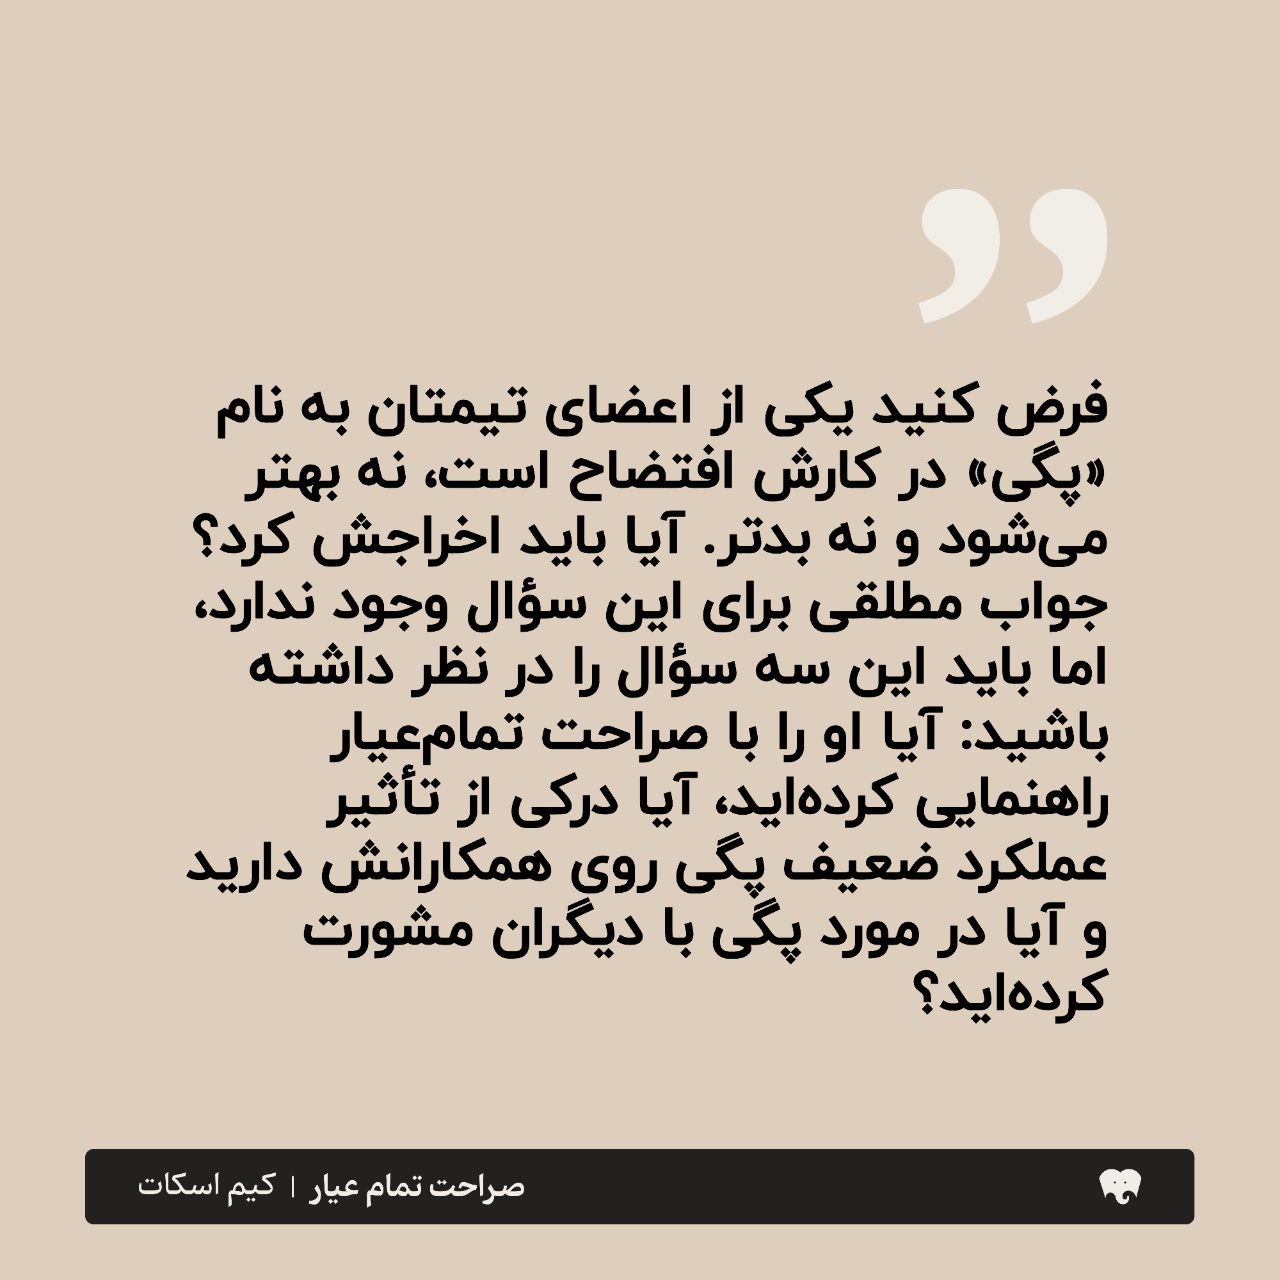 ”
فرض کنید یکی از اعضای تیمتان به نام
«پگی» در کارش افتضاح است، نه بهتر
می‌شود و نه بدتر. آیا باید اخراجش کرد؟
جواب مطلقی برای این سؤال وجود ندارد،
اما باید این سه سؤال را در نظر داشته
باشید: آیا او را با صراحت تمام‌عیار
راهنمایی کرده‌اید، آیا درکی از تأثیر
عملکرد ضعیف پگی روی همکارانش دارید
و آیا در مورد پگی با دیگران مشورت
کرده‌اید؟
صراحت تمام عیار | کیم اسکات